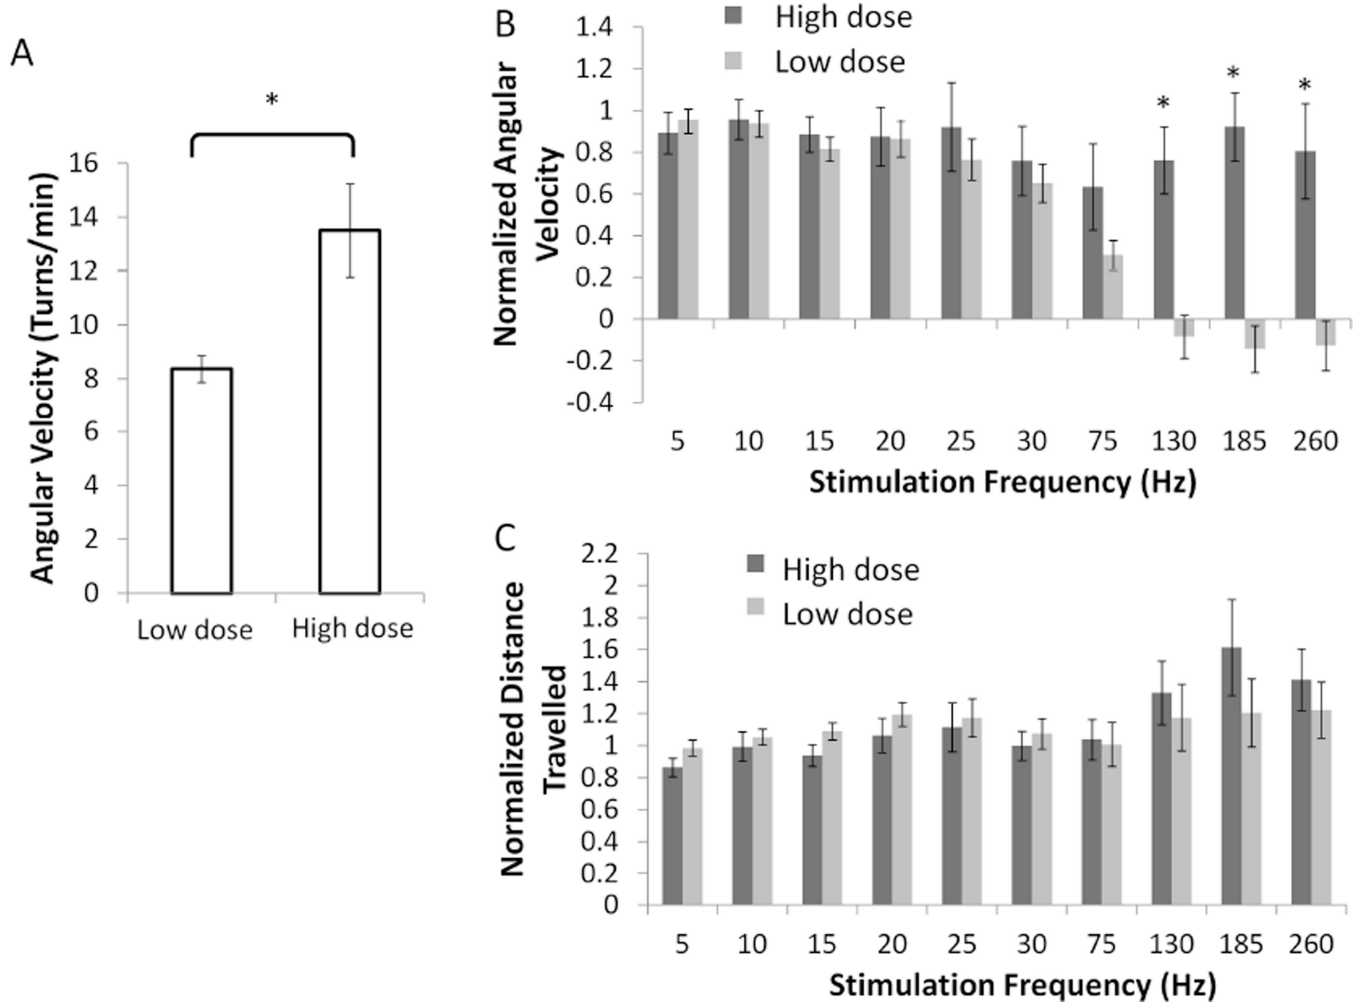 A
*
Angular Velocity (Turns/min)
16
14
12
10
8
6
4
2
0
Low dose
High dose
B
High dose
Low dose
Normalized Angular
Velocity
1.4
1.2
1
0.8
0.6
0.4
0.2
0
-0.2
-0.4
*
*
*
5 10 15 20 25 30 75 130 185 260
Stimulation Frequency (Hz)
C
High dose
Low dose
Normalized Distance
Travelled
2.2
2
1.8
1.6
1.4
1.2
1
0.8
0.6
0.4
0.2
0
5 10 15 20 25 30 75 130 185 260
Stimulation Frequency (Hz)